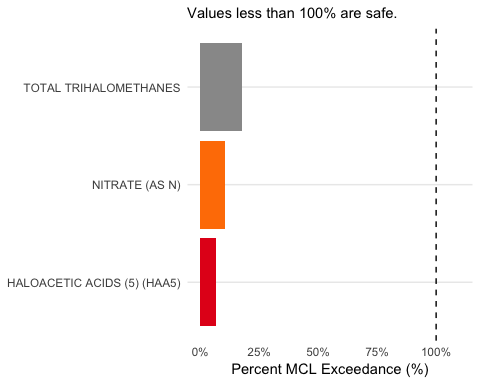 Values less than 100% are safe.
TOTAL TRIHALOMETHANES
NITRATE (AS N)
HALOACETIC ACIDS (5) (HAA5)
0% 25% 50% 75% 100%
Percent MCL Exceedance (%)